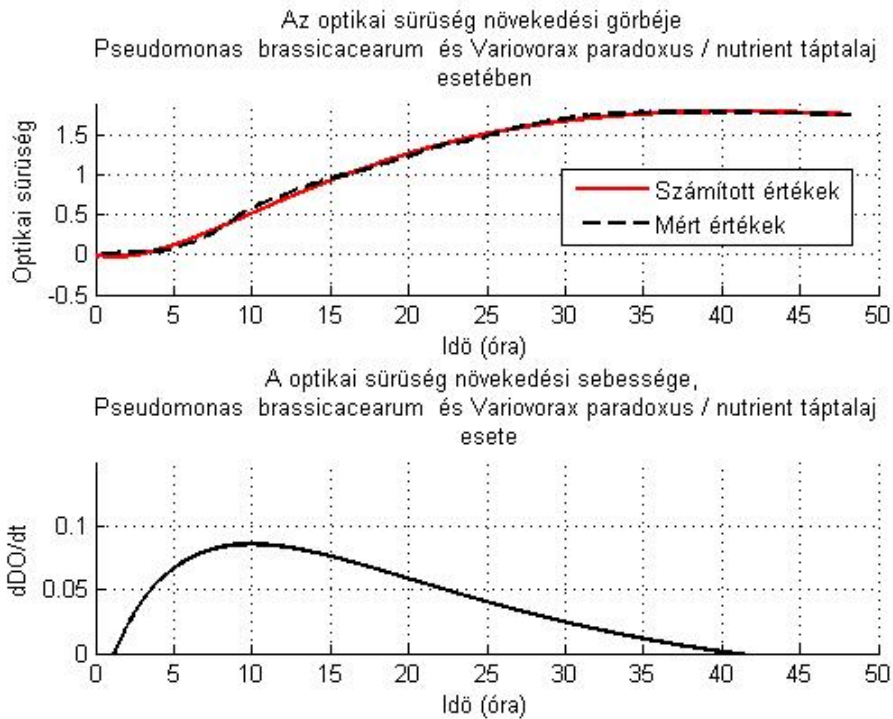 Az optikai sürüség növekedési görbéje
Pseudomonas brassicacearum és Variovorax paradoxus / nutrient táptalaj
esetében
Optikai sürüség
1.5
1
0.5
0
-0.5
Számított értékek
Mért értékek
0 5 10 15 20 25 30 35 40 45 50
Idö (óra)
A optikai sürüség növekedési sebessége,
Pseudomonas brassicacearum és Variovorax paradoxus / nutrient táptalaj
esete
dDO/dt
0.1
0.05
0
0 5 10 15 20 25 30 35 40 45 50
Idö (óra)